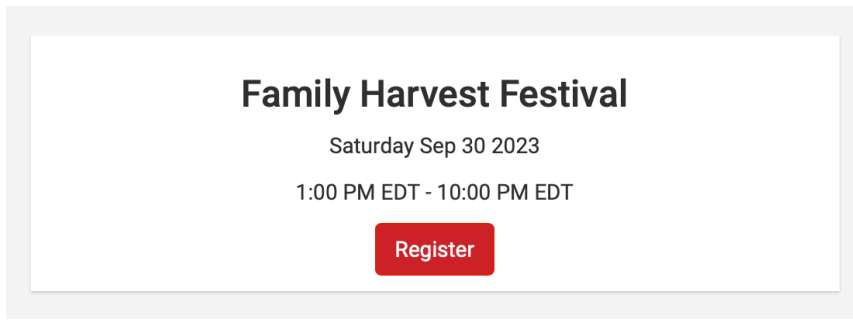 Family Harvest Festival
Saturday Sep 30 2023
1:00 PM EDT - 10:00 PM EDT
Register